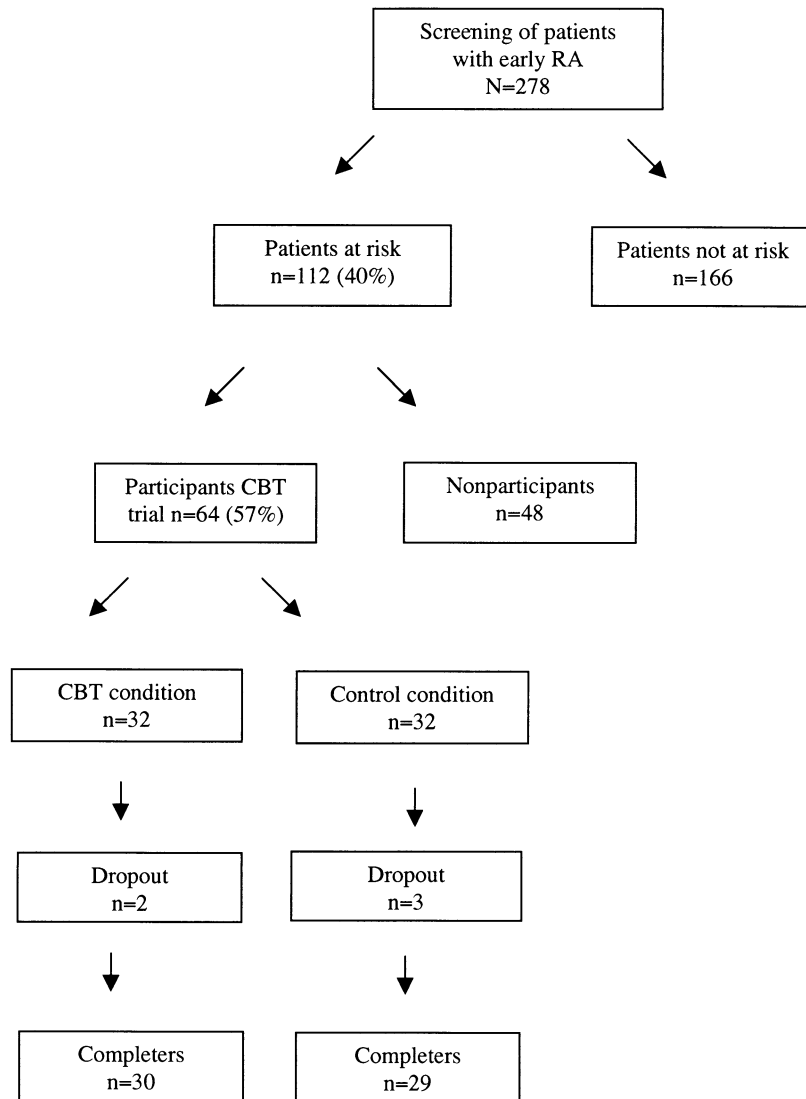 Screening of patients
with early RA
N=278
Patients at risk
n=112 (40%)
Patients not at risk
n=166
Participants CBT
trial n=64 (57%)
Nonparticipants
n=48
CBT condition
n=32
Control condition
n=32
Dropout
n=2
Dropout
n=3
Completers
n=30
Completers
n=29